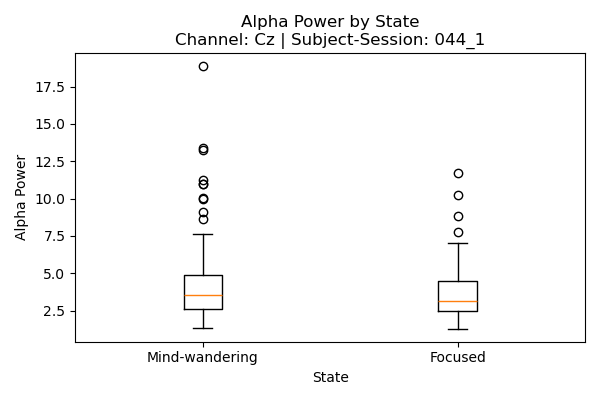 Alpha Power by State
Channel: Cz | Subject-Session: 044_1
Alpha Power
17.5
15.0
12.5
10.0
7.5
5.0
2.5
Mind-wandering
Focused
State